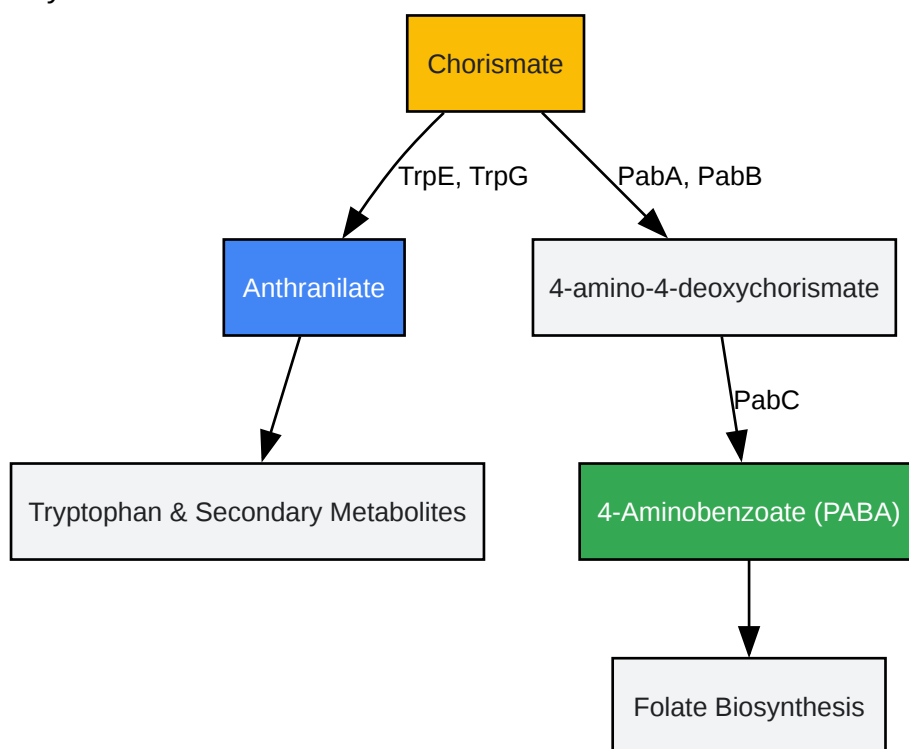 Chorismate
TrpE, TrpG
PabA, PabB
Anthranilate
4-amino-4-deoxychorismate
PabC
Tryptophan & Secondary Metabolites
4-Aminobenzoate (PABA)
Folate Biosynthesis